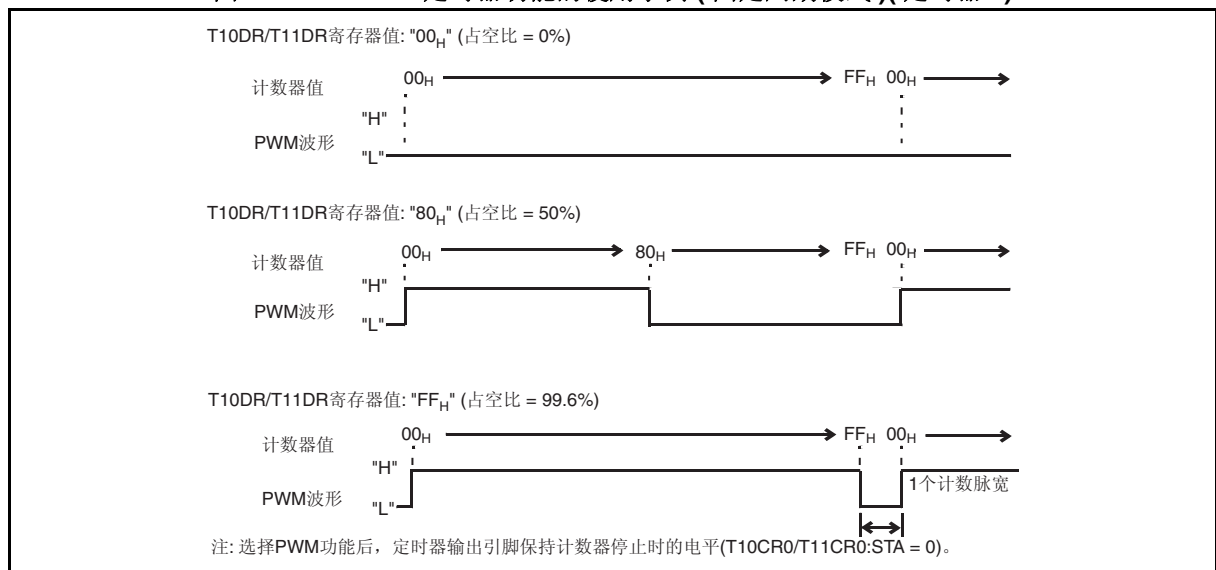 T10DR/T11DR寄存器值: "00H" (占空比 = 0%)
计数器值 00H FFH 00H
"H"
PWM波形
"L"
T10DR/T11DR寄存器值: "80H" (占空比 = 50%)
计数器值 00H 80H FFH 00H
"H"
PWM波形
"L"
T10DR/T11DR寄存器值: "FFH" (占空比 = 99.6%)
计数器值 00H FFH 00H
"H"
1个计数脉宽
PWM波形
"L"
注: 选择PWM功能后，定时器输出引脚保持计数器停止时的电平(T10CR0/T11CR0:STA = 0)。